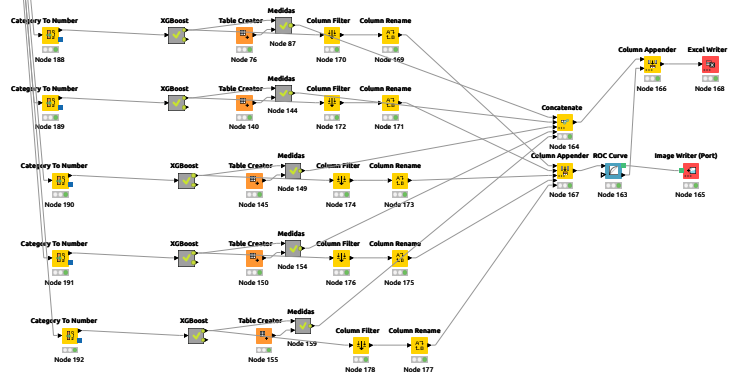 Category To Number
XGBoost
Table Creator
Medidas
Column Filter
Column Rename
Node 188
Node 76
Node 87
Node 170
Node 169
Column Appender
Excel Writer
Node 166
Node 168
Category To Number
XGBoost
Table Creator
Medidas
Column Filter
Column Rename
Node 189
Node 140
Node 144
Node 172
Node 171
Concatenate
Node 164
Category To Number
XGBoost
Table Creator
Medidas
Column Filter
Column Rename
Node 190
Node 145
Node 149
Node 174
Node 173
Column Appender
ROC Curve
Image Writer (Port)
Node 167
Node 163
Node 165
Category To Number
XGBoost
Table Creator
Medidas
Column Filter
Column Rename
Node 191
Node 150
Node 154
Node 176
Node 175
Category To Number
XGBoost
Table Creator
Medidas
Column Filter
Column Rename
Node 192
Node 155
Node 159
Node 178
Node 177